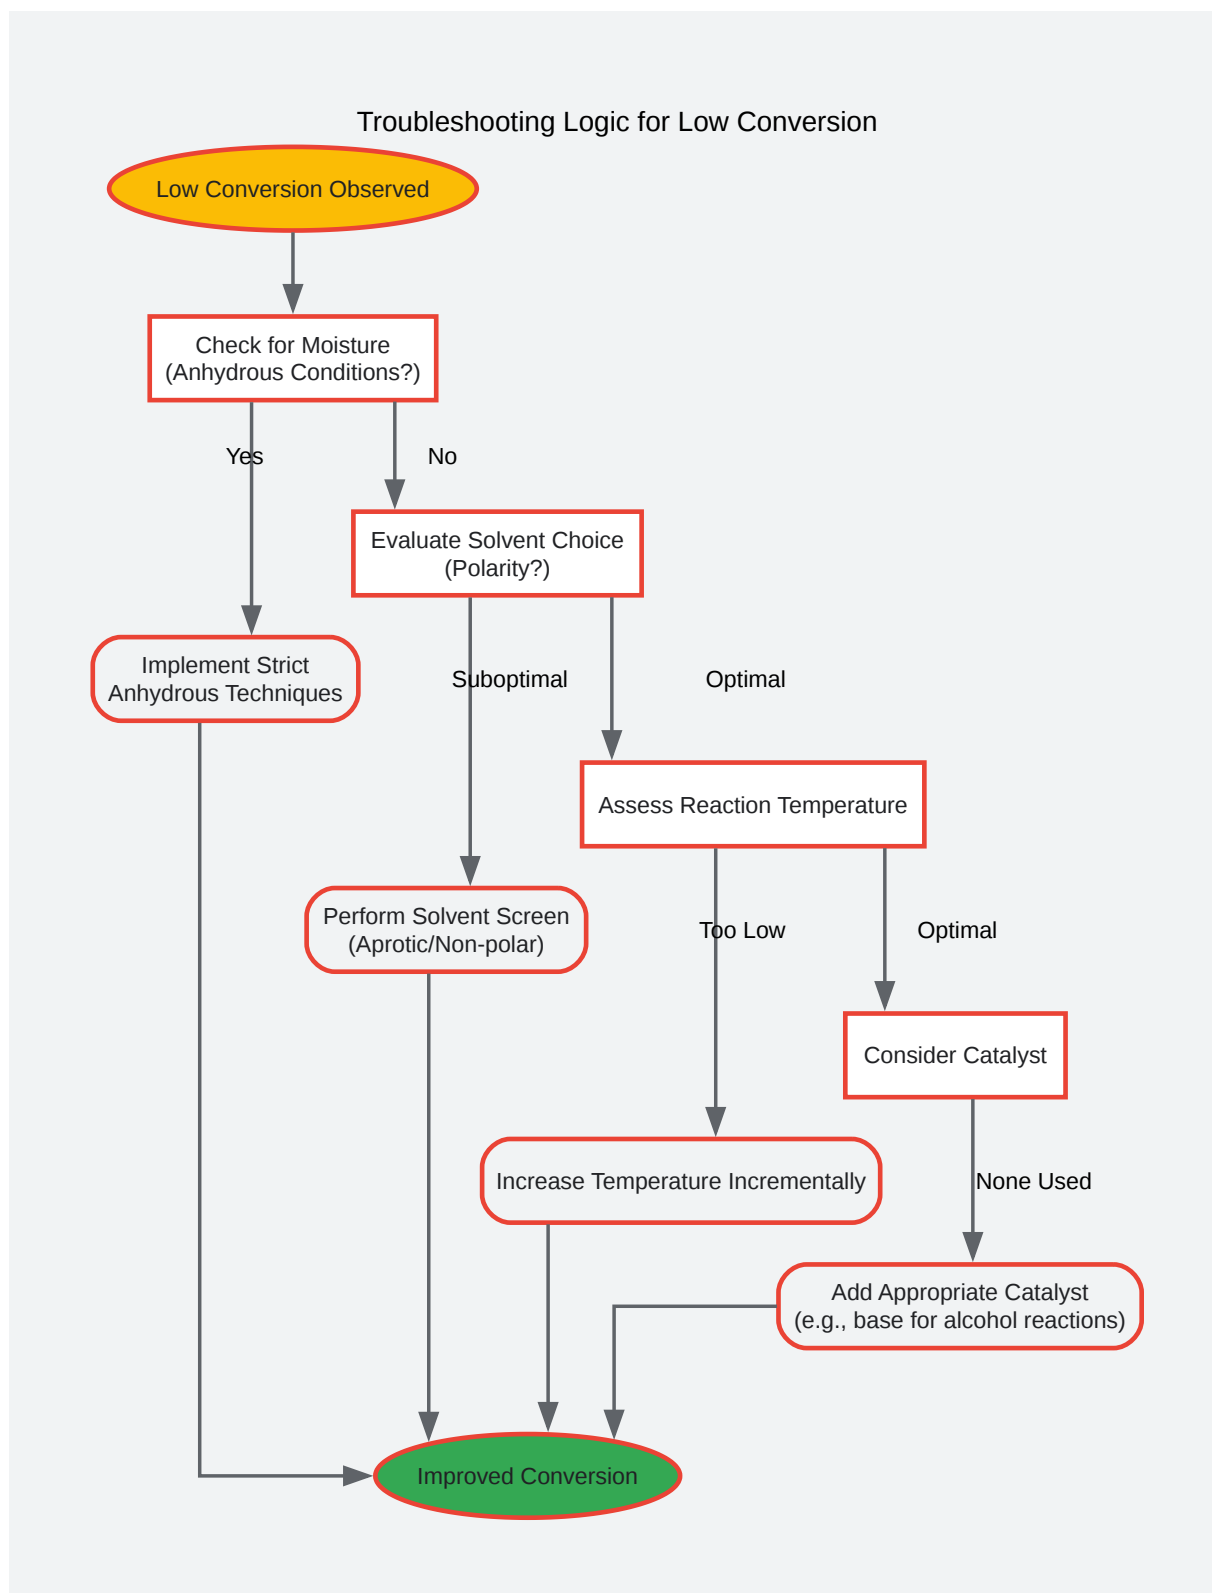 Troubleshooting Logic for Low Conversion
Low Conversion Observed
Check for Moisture
(Anhydrous Conditions?)
Yes
No
Evaluate Solvent Choice
(Polarity?)
Implement Strict
Anhydrous Techniques
Suboptimal
Optimal
Assess Reaction Temperature
Perform Solvent Screen
(Aprotic/Non-polar)
Too Low
Optimal
Consider Catalyst
Increase Temperature Incrementally
None Used
Add Appropriate Catalyst
(e.g., base for alcohol reactions)
Improved Conversion